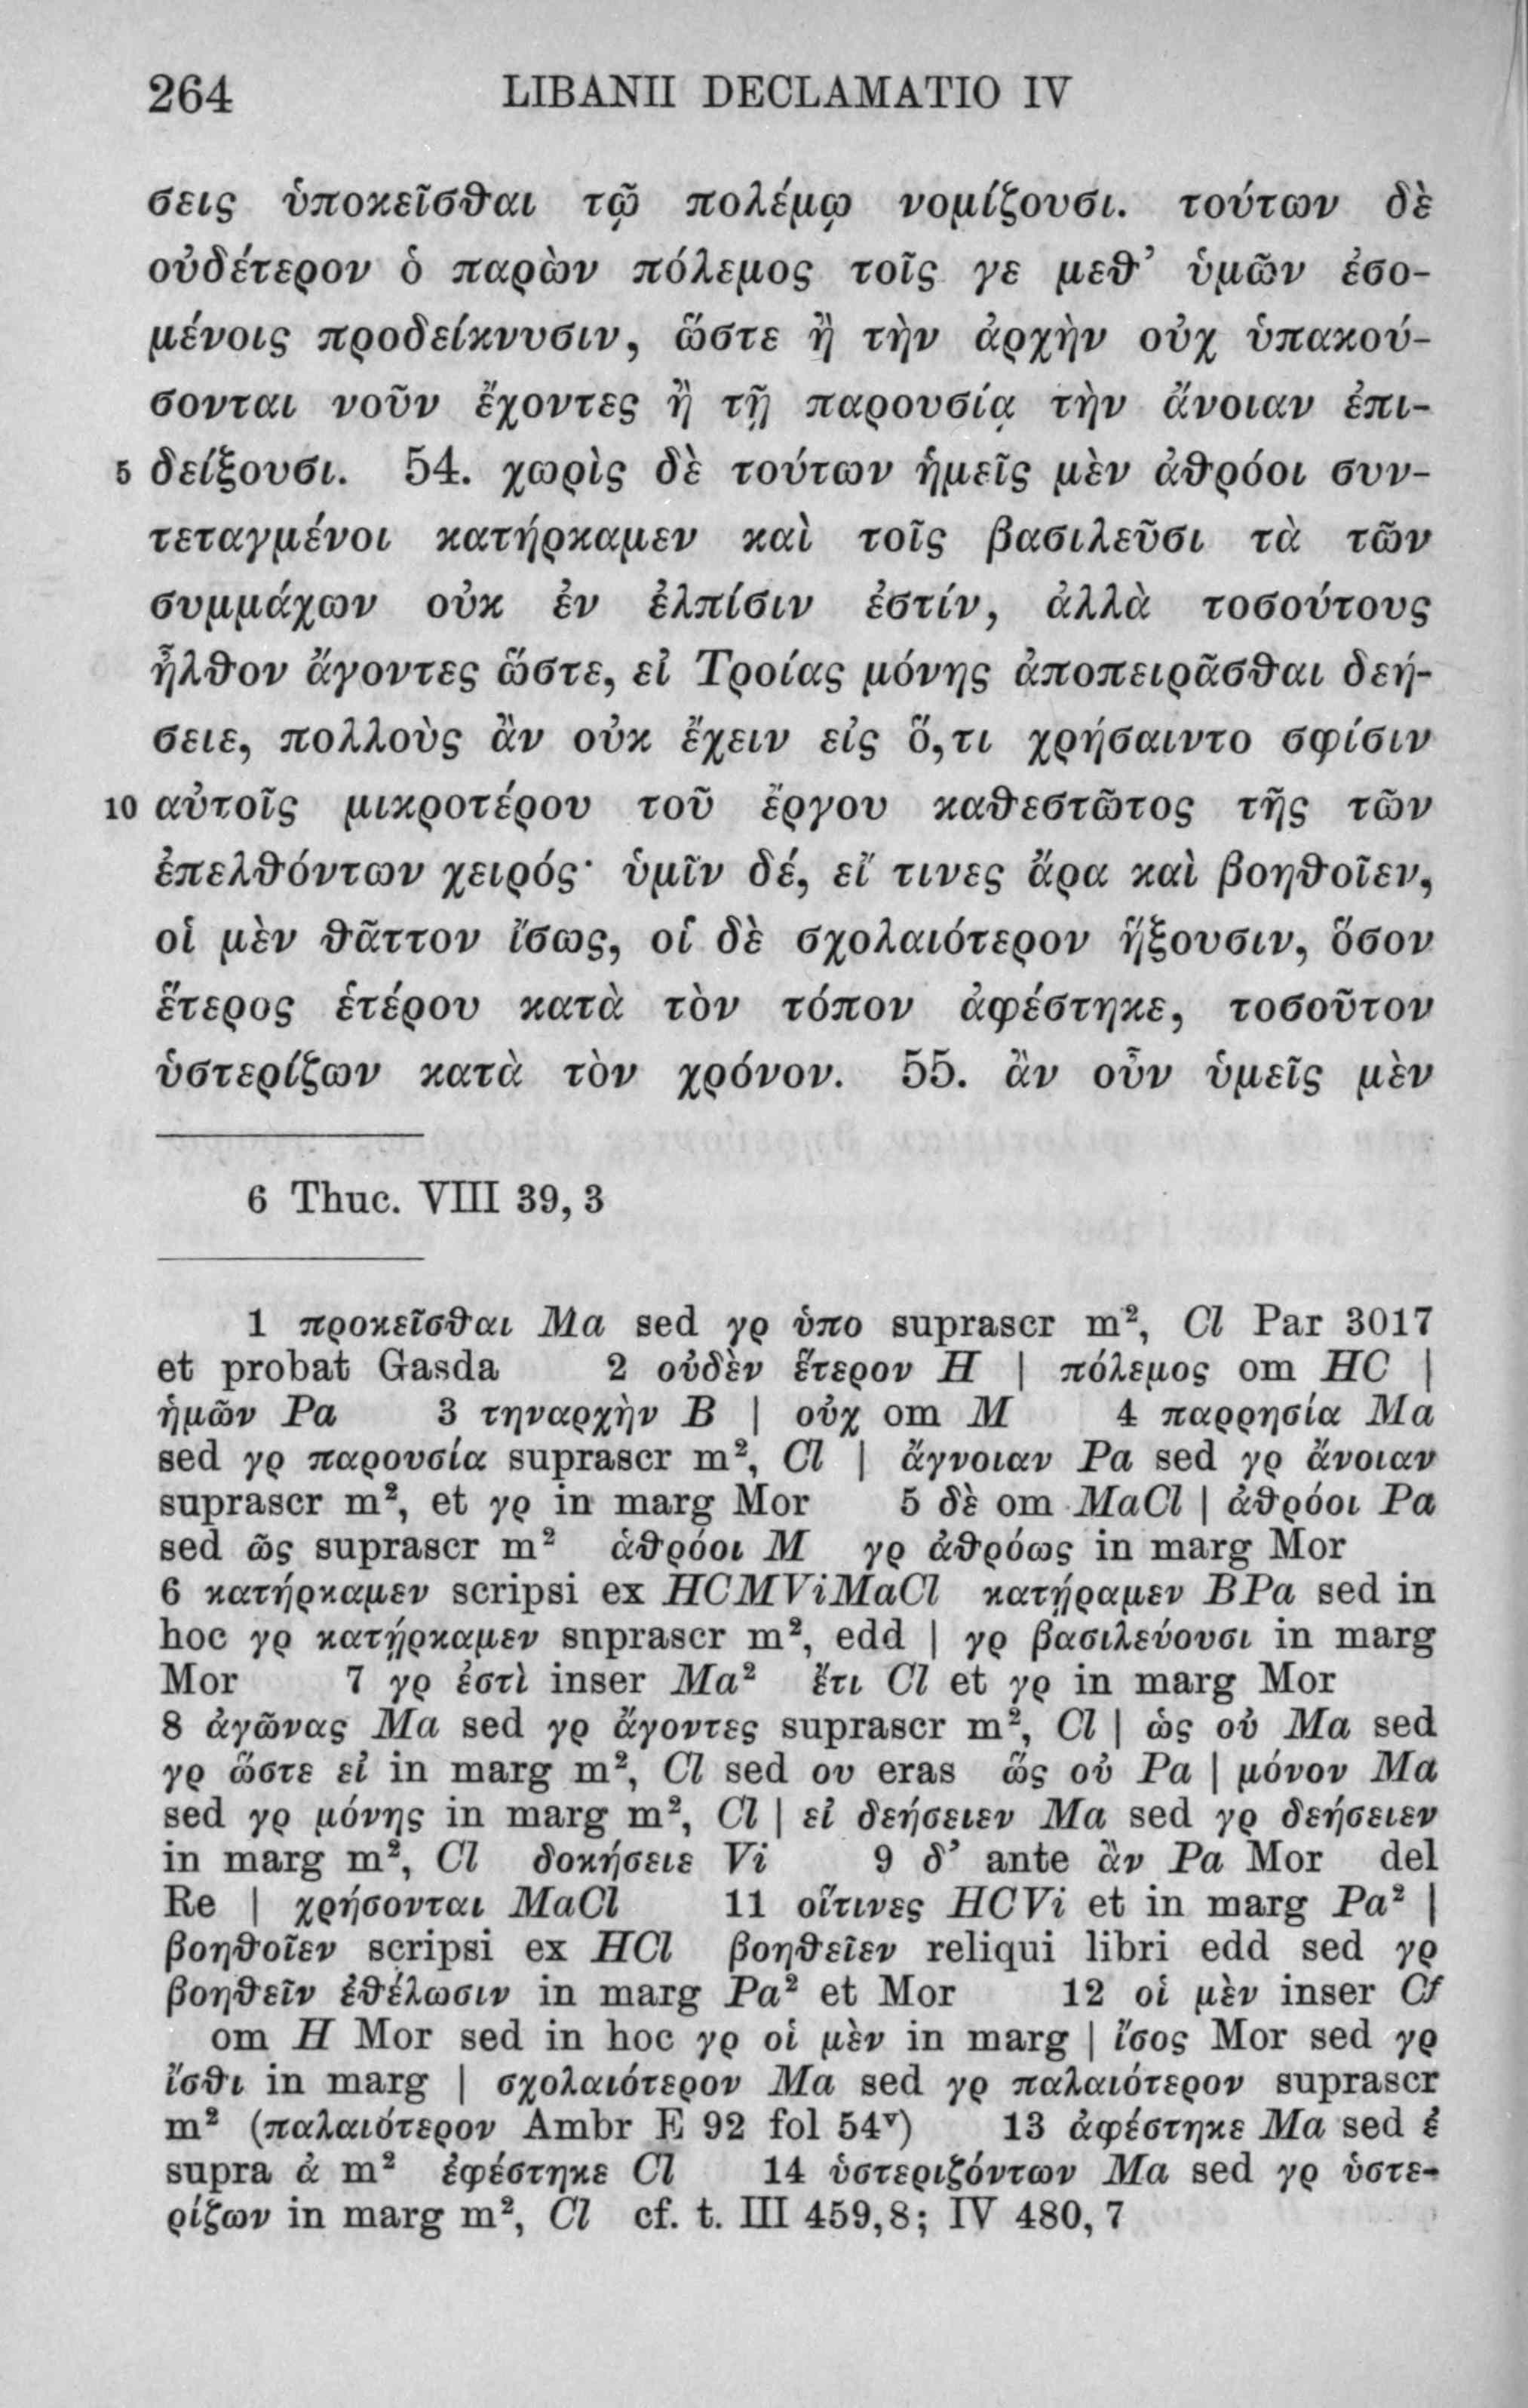 264 LIBANII DECLAMATIO IV
σεις ὑποκεῖσθαι τῷ πολέμῳ νομίζουσι. τούτων δὲ
οὐδέτερον ὁ παρὼν πόλεμος τοῖς γε μεθ’ ὑμῶν ἐσο-
μένοις προδείκνυσιν, ὥστε ἢ τὴν ἀρχὴν οὐχ ὑπακού-
σονται νοῦν ἔχοντες ἢ τῇ παρουσίᾳ τὴν ἄνοιαν ἐπι-
5 δείξουσι. 54. χωρὶς δὲ τούτων ἡμεῖς μὲν ἀθρόοι συν-
τεταγμένοι κατήρκαμεν καὶ τοῖς βασιλεῦσι τὰ τῶν
συμμάχων οὐκ ἐν ἐλπίσιν ἐστίν, ἀλλὰ τοσούτους
ἦλθον ἄγοντες ὥστε, εἰ Τροίας μόνης ἀποπειρᾶσθαι δεή-
σειε, πολλοὺς ἂν οὐκ ἔχειν εἰς ὅ,τι χρήσαιντο σφίσιν
10 αὐτοῖς μικροτέρου τοῦ ἔργου καθεστῶτος τῆς τῶν
ἐπελθόντων χειρός· ὑμῖν δέ, εἴ τινες ἄρα καὶ βοηθοῖεν,
οἱ μὲν θᾶττον ἴσως, οἱ δὲ σχολαιότερον ἥξουσιν, ὅσον
ἕτερος ἑτέρου κατὰ τὸν τόπον ἀφέστηκε, τοσοῦτον
ὑστερίζων κατὰ τὸν χρόνον. 55. ἂν οὖν ὑμεῖς μὲν
6 Thuc. VIII 39, 3
1 προκεῖσθαι Ma sed γρ ὑπο suprascr m², Cl Par 3017
et probat Gasda 2 οὐδὲν ἕτερον H | πόλεμος om HC |
ἡμῶν Pa 3 τηναρχὴν B | οὐχ om M 4 παρρησία Ma
sed γρ παρουσία suprascr m², Cl | ἄγνοιαν Pa sed γρ ἄνοιαν
suprascr m², et γρ in marg Mor 5 δὲ om MaCl | ἀθρόοι Pa
sed ῶς suprascr m² ἁθρόοι M γρ ἀθρόως in marg Mor
6 κατήρκαμεν scripsi ex HCMViMaCl κατῄραμεν BPa sed in
hoc γρ κατῄρκαμεν snprascr m², edd | γρ βασιλεύουσι in marg
Mor 7 γρ ἐστὶ inser Ma² ἔτι Cl et γρ in marg Mor
8 ἀγῶνας Ma sed γρ ἄγοντες suprascr m², Cl | ὡς οὐ Ma sed
γρ ὥστε εἰ in marg m², Cl sed ου eras ὥς οὐ Pa | μόνον Ma
sed γρ μόνης in marg m², Cl | εἰ δεήσειεν Ma sed γρ δεήσειεν
in marg m², Cl δοκήσειε Vi 9 δ’ ante ἂν Pa Mor del
Re | χρήσονται MaCl 11 οἵτινες HCVi et in marg Pa² |
βοηθοῖεν scripsi ex HCl βοηθεῖεν reliqui libri edd sed γρ
βοηθεῖν ἐθέλωσιν in marg Pa² et Mor 12 οἱ μὲν inser Cf
om H Mor sed in hoc γρ οἱ μὲν in marg | ἴσος Mor sed γρ
ἴσθι in marg | σχολαιότερον Ma sed γρ παλαιότερον suprascr
m² (παλαιότερον Ambr E 92 fol 54ᵛ) 13 ἀφέστηκε Ma sed ἐ
supra ἀ m² ἐφέστηκε Cl 14 ὑστεριζόντων Ma sed γρ ὑστε-
ρίζων in marg m², Cl cf. t. III 459,8; IV 480, 7